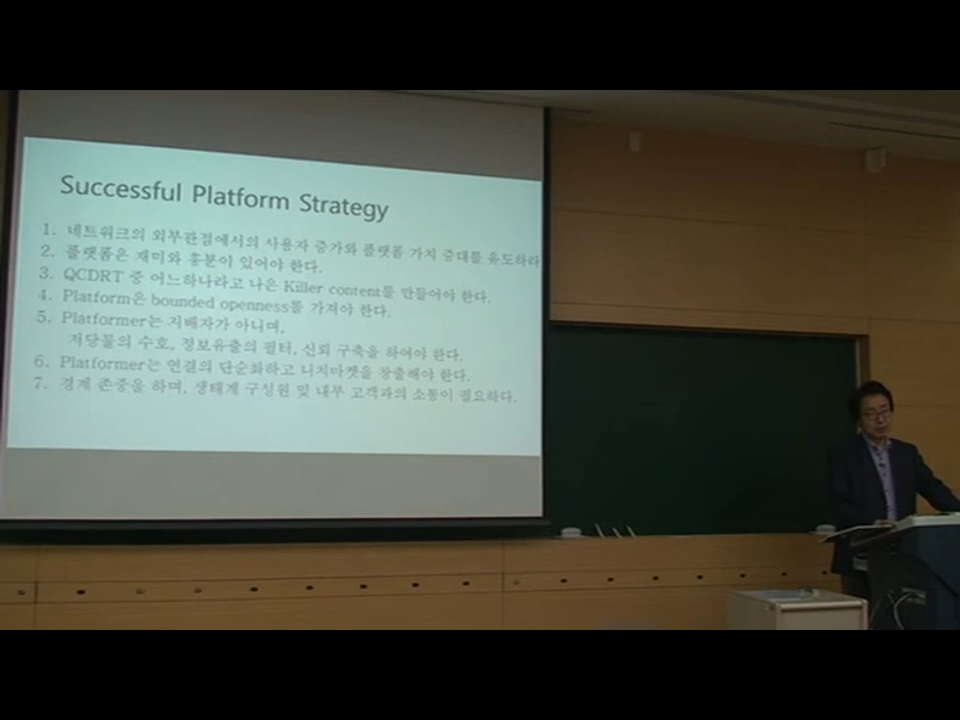 Successful Platform Strategy
1. 네트워크의 외부관점에서의 사용자 증가와 플랫폼 가치 증대를 유도하라
2. 플랫폼은 재미와 흥분이 있어야 한다.
3. QCDRT 중 어느하나라고 나은 Killer content를 만들어야 한다.
4. Platform은 bounded openness를 가져야 한다.
5. Platformer는 지배자가 아니며,
저당물의 수호, 정보유출의 필터, 신뢰 구축을 하여야 한다.
6. Platformer는 연결의 단순화하고 니치마켓을 창출해야 한다.
7. 경계 존중을 하며, 생태계 구성원 및 내부 고객과의 소통이 필요하다.